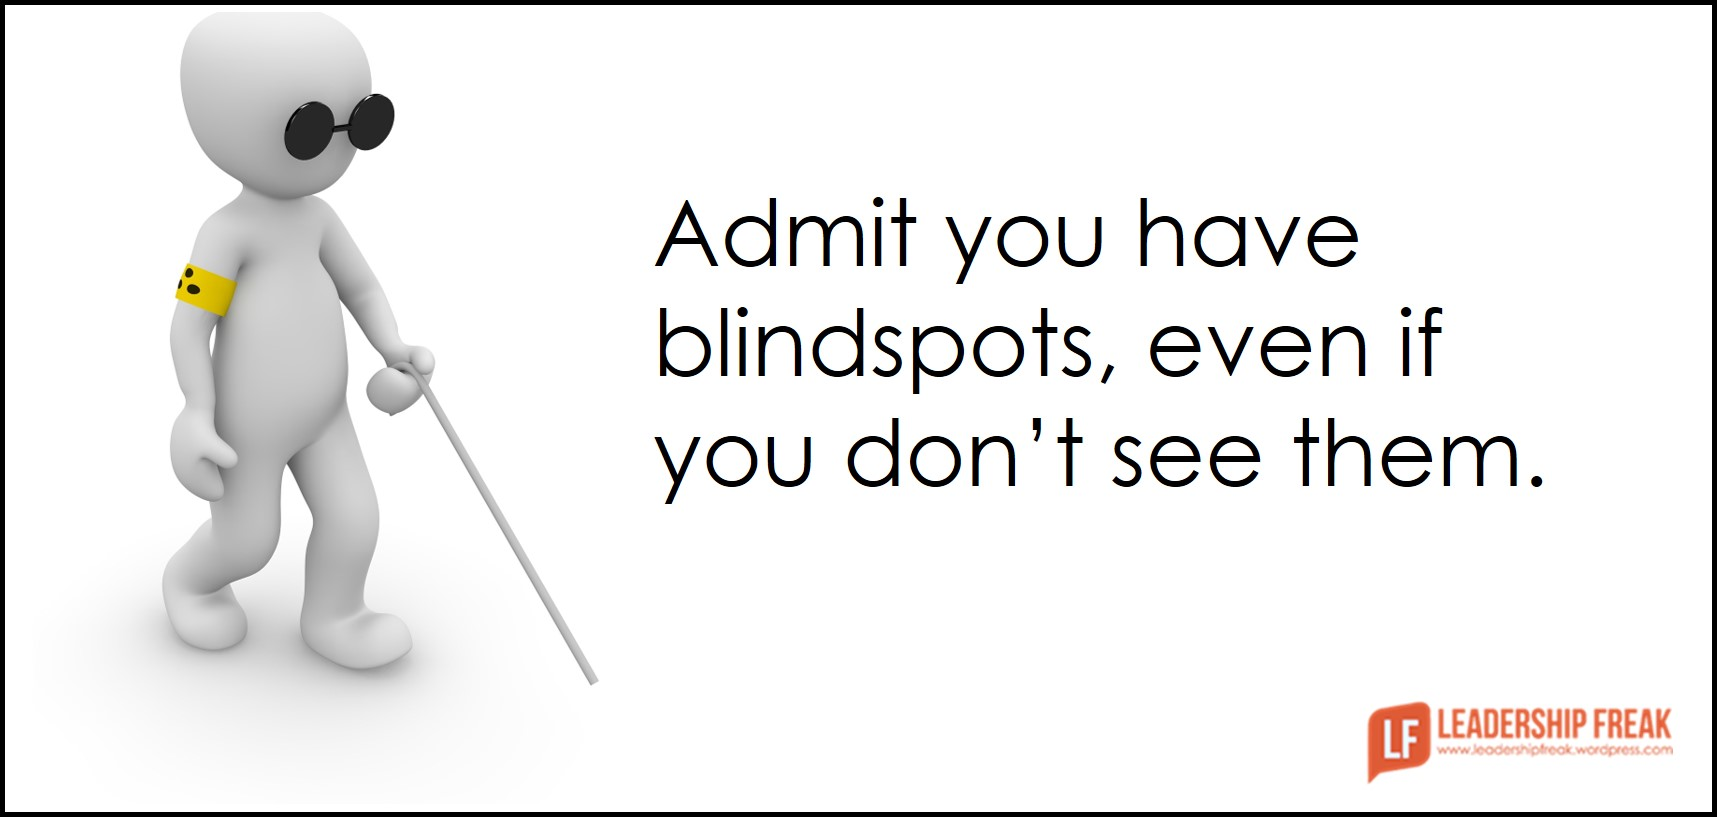 Admit you have
blindspots, even if
you don’t see them.
LF
LEADERSHIP FREAK
www.leadershipfreak.wordpress.com